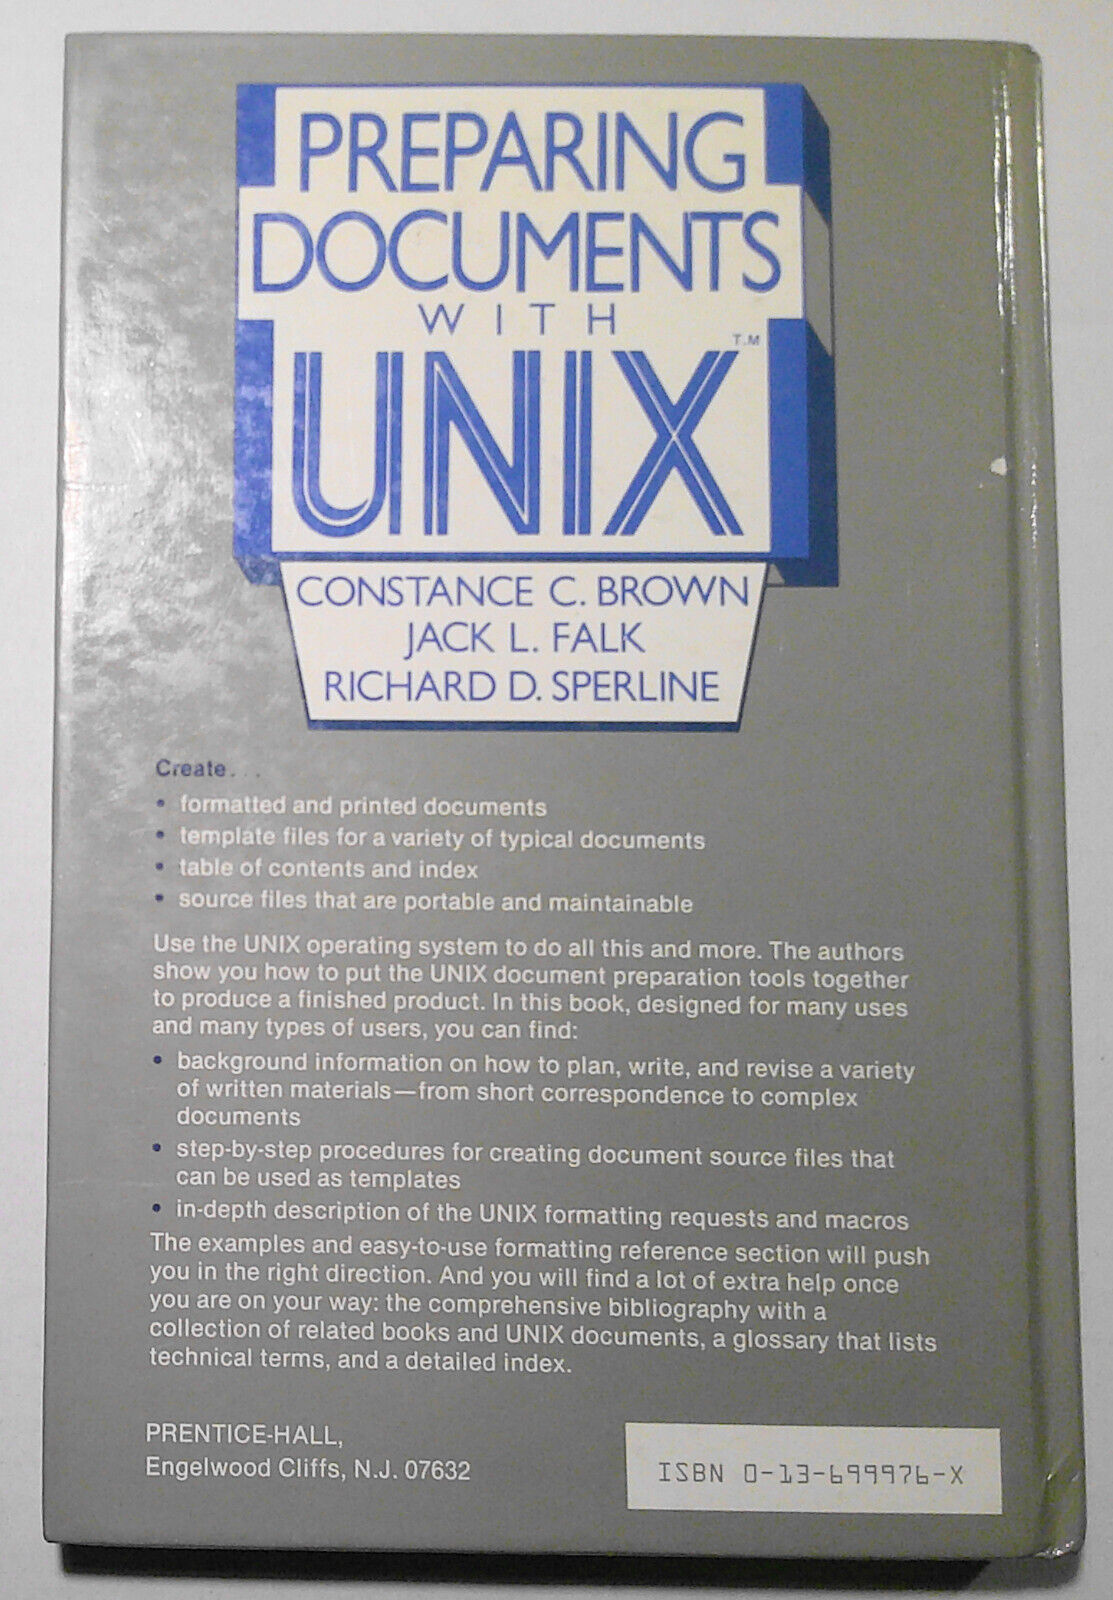 PREPARING
DOCUMENTS
WITH
UNIX™
CONSTANCE C. BROWN
JACK L. FALK
RICHARD D. SPERLINE
Create...
• formatted and printed documents
• template files for a variety of typical documents
• table of contents and index
• source files that are portable and maintainable
Use the UNIX operating system to do all this and more. The authors
show you how to put the UNIX document preparation tools together
to produce a finished product. In this book, designed for many uses
and many types of users, you can find:
• background information on how to plan, write, and revise a variety
of written materials—from short correspondence to complex
documents
• step-by-step procedures for creating document source files that
can be used as templates
• in-depth description of the UNIX formatting requests and macros
The examples and easy-to-use formatting reference section will push
you in the right direction. And you will find a lot of extra help once
you are on your way: the comprehensive bibliography with a
collection of related books and UNIX documents, a glossary that lists
technical terms, and a detailed index.
PRENTICE-HALL,
Engelwood Cliffs, N.J. 07632
ISBN 0-13-699976-X